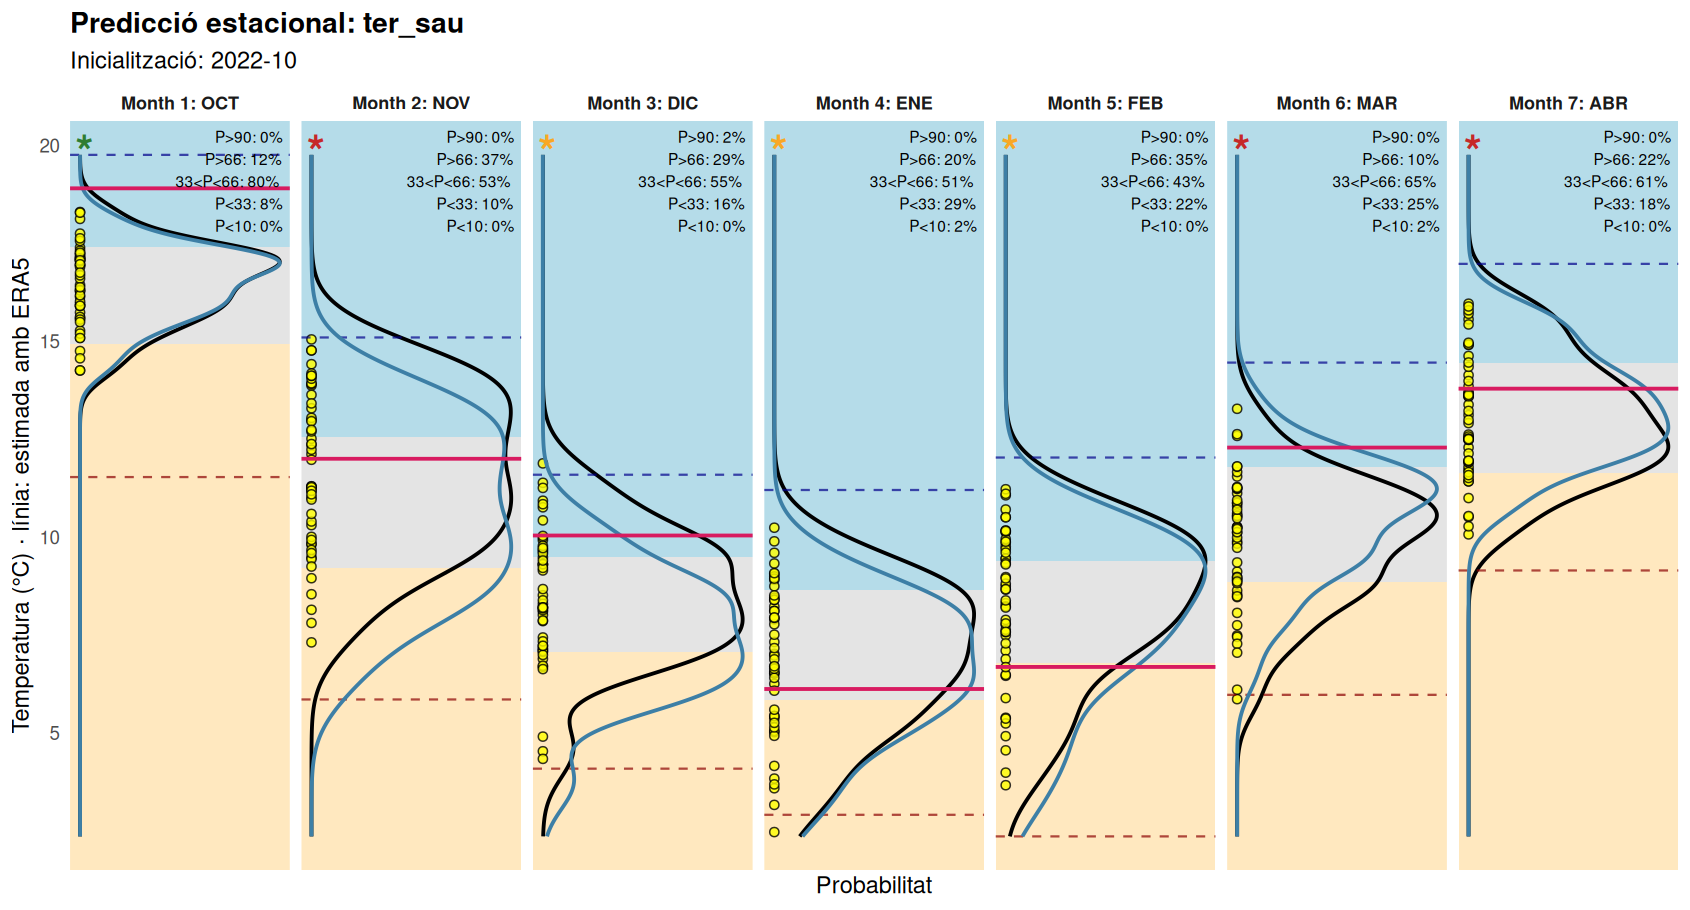 Predicció estacional: ter_sau
Inicialització: 2022-10
Month 1: OCT
Month 2: NOV
Month 3: DIC
Month 4: ENE
Month 5: FEB
Month 6: MAR
Month 7: ABR
Temperatura (°C) · línia: estimada amb ERA5
20
15
10
5
*
P>90: 0%
P>66: 12%
33<P<66: 80%
P<33: 8%
P<10: 0%
*
P>90: 0%
P>66: 37%
33<P<66: 53%
P<33: 10%
P<10: 0%
*
P>90: 2%
P>66: 29%
33<P<66: 55%
P<33: 16%
P<10: 0%
*
P>90: 0%
P>66: 20%
33<P<66: 51%
P<33: 29%
P<10: 2%
*
P>90: 0%
P>66: 35%
33<P<66: 43%
P<33: 22%
P<10: 0%
*
P>90: 0%
P>66: 10%
33<P<66: 65%
P<33: 25%
P<10: 2%
*
P>90: 0%
P>66: 22%
33<P<66: 61%
P<33: 18%
P<10: 0%
Probabilitat